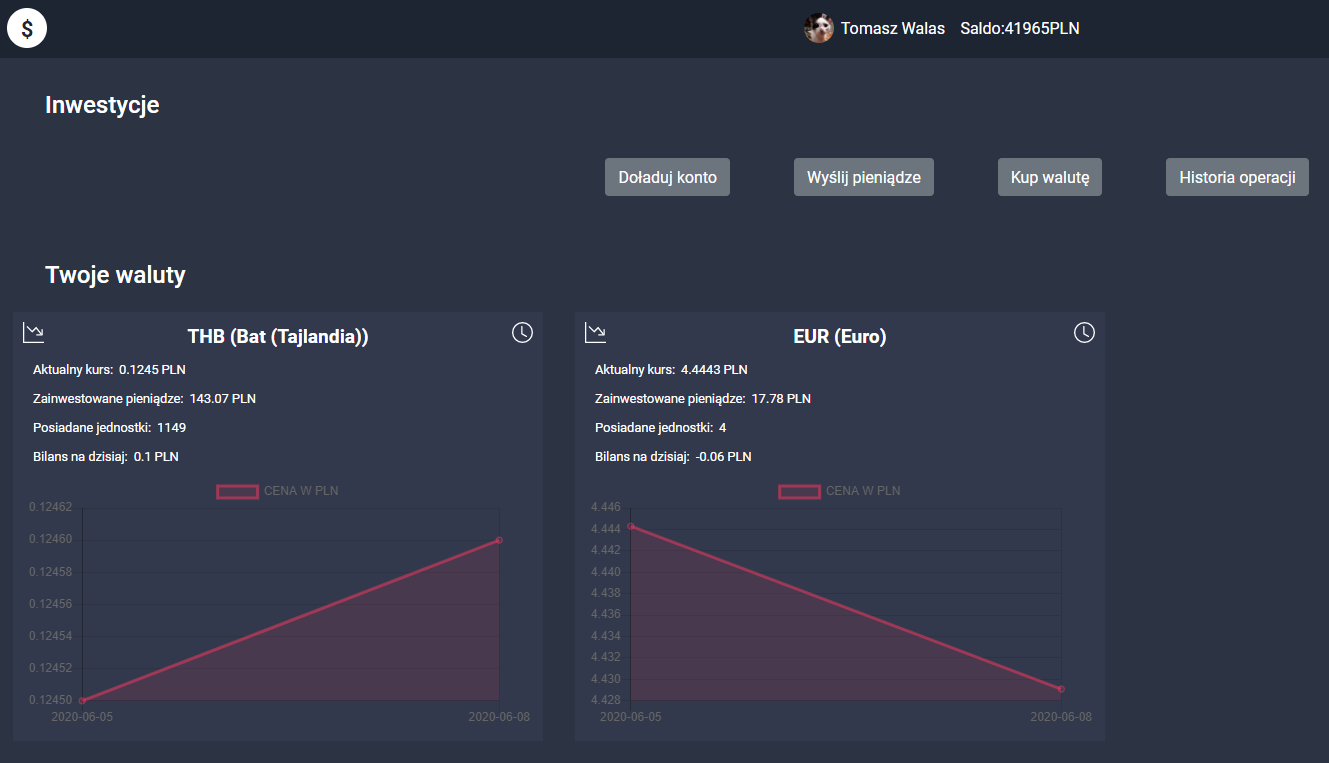 $
Tomasz Walas Saldo:41965PLN
Inwestycje
Doładuj konto Wyślij pieniądze Kup walutę Historia operacji
Twoje waluty
THB (Bat (Tajlandia))
Aktualny kurs: 0.1245 PLN
Zainwestowane pieniądze: 143.07 PLN
Posiadane jednostki: 1149
Bilans na dzisiaj: 0.1 PLN
CENA W PLN
0.12462
0.12460
0.12458
0.12456
0.12454
0.12452
0.12450
2020-06-05 2020-06-08
EUR (Euro)
Aktualny kurs: 4.4443 PLN
Zainwestowane pieniądze: 17.78 PLN
Posiadane jednostki: 4
Bilans na dzisiaj: -0.06 PLN
CENA W PLN
4.446
4.444
4.442
4.440
4.438
4.436
4.434
4.432
4.430
4.428
2020-06-05 2020-06-08